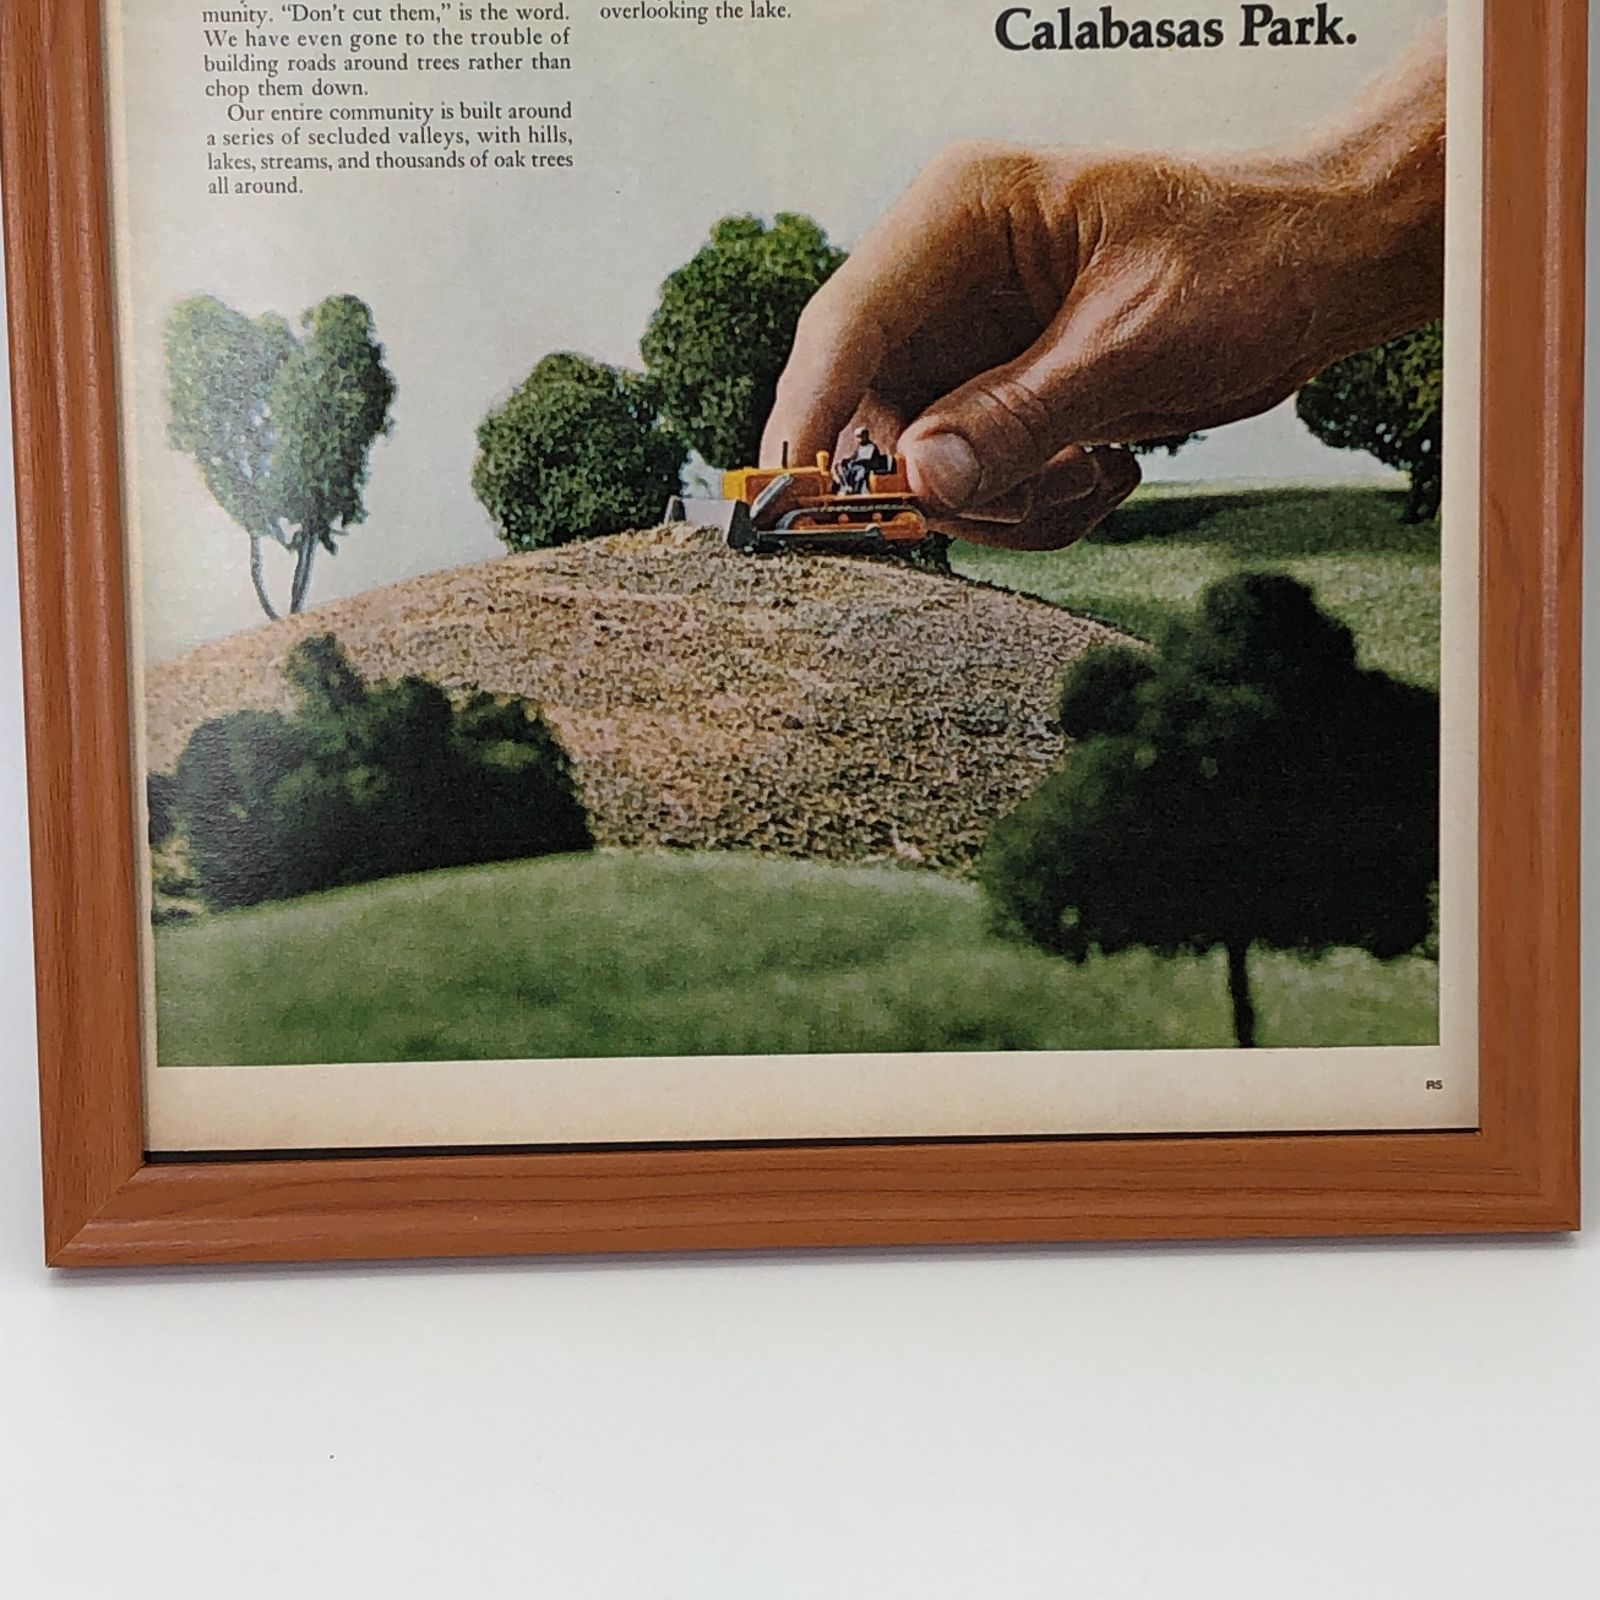 munity. “Don't cut them,” is the word.
We have even gone to the trouble of
building roads around trees rather than
chop them down.
Our entire community is built around
a series of secluded valleys, with hills,
lakes, streams, and thousands of oak trees
all around.
overlooking the lake.
Calabasas Park.
R5